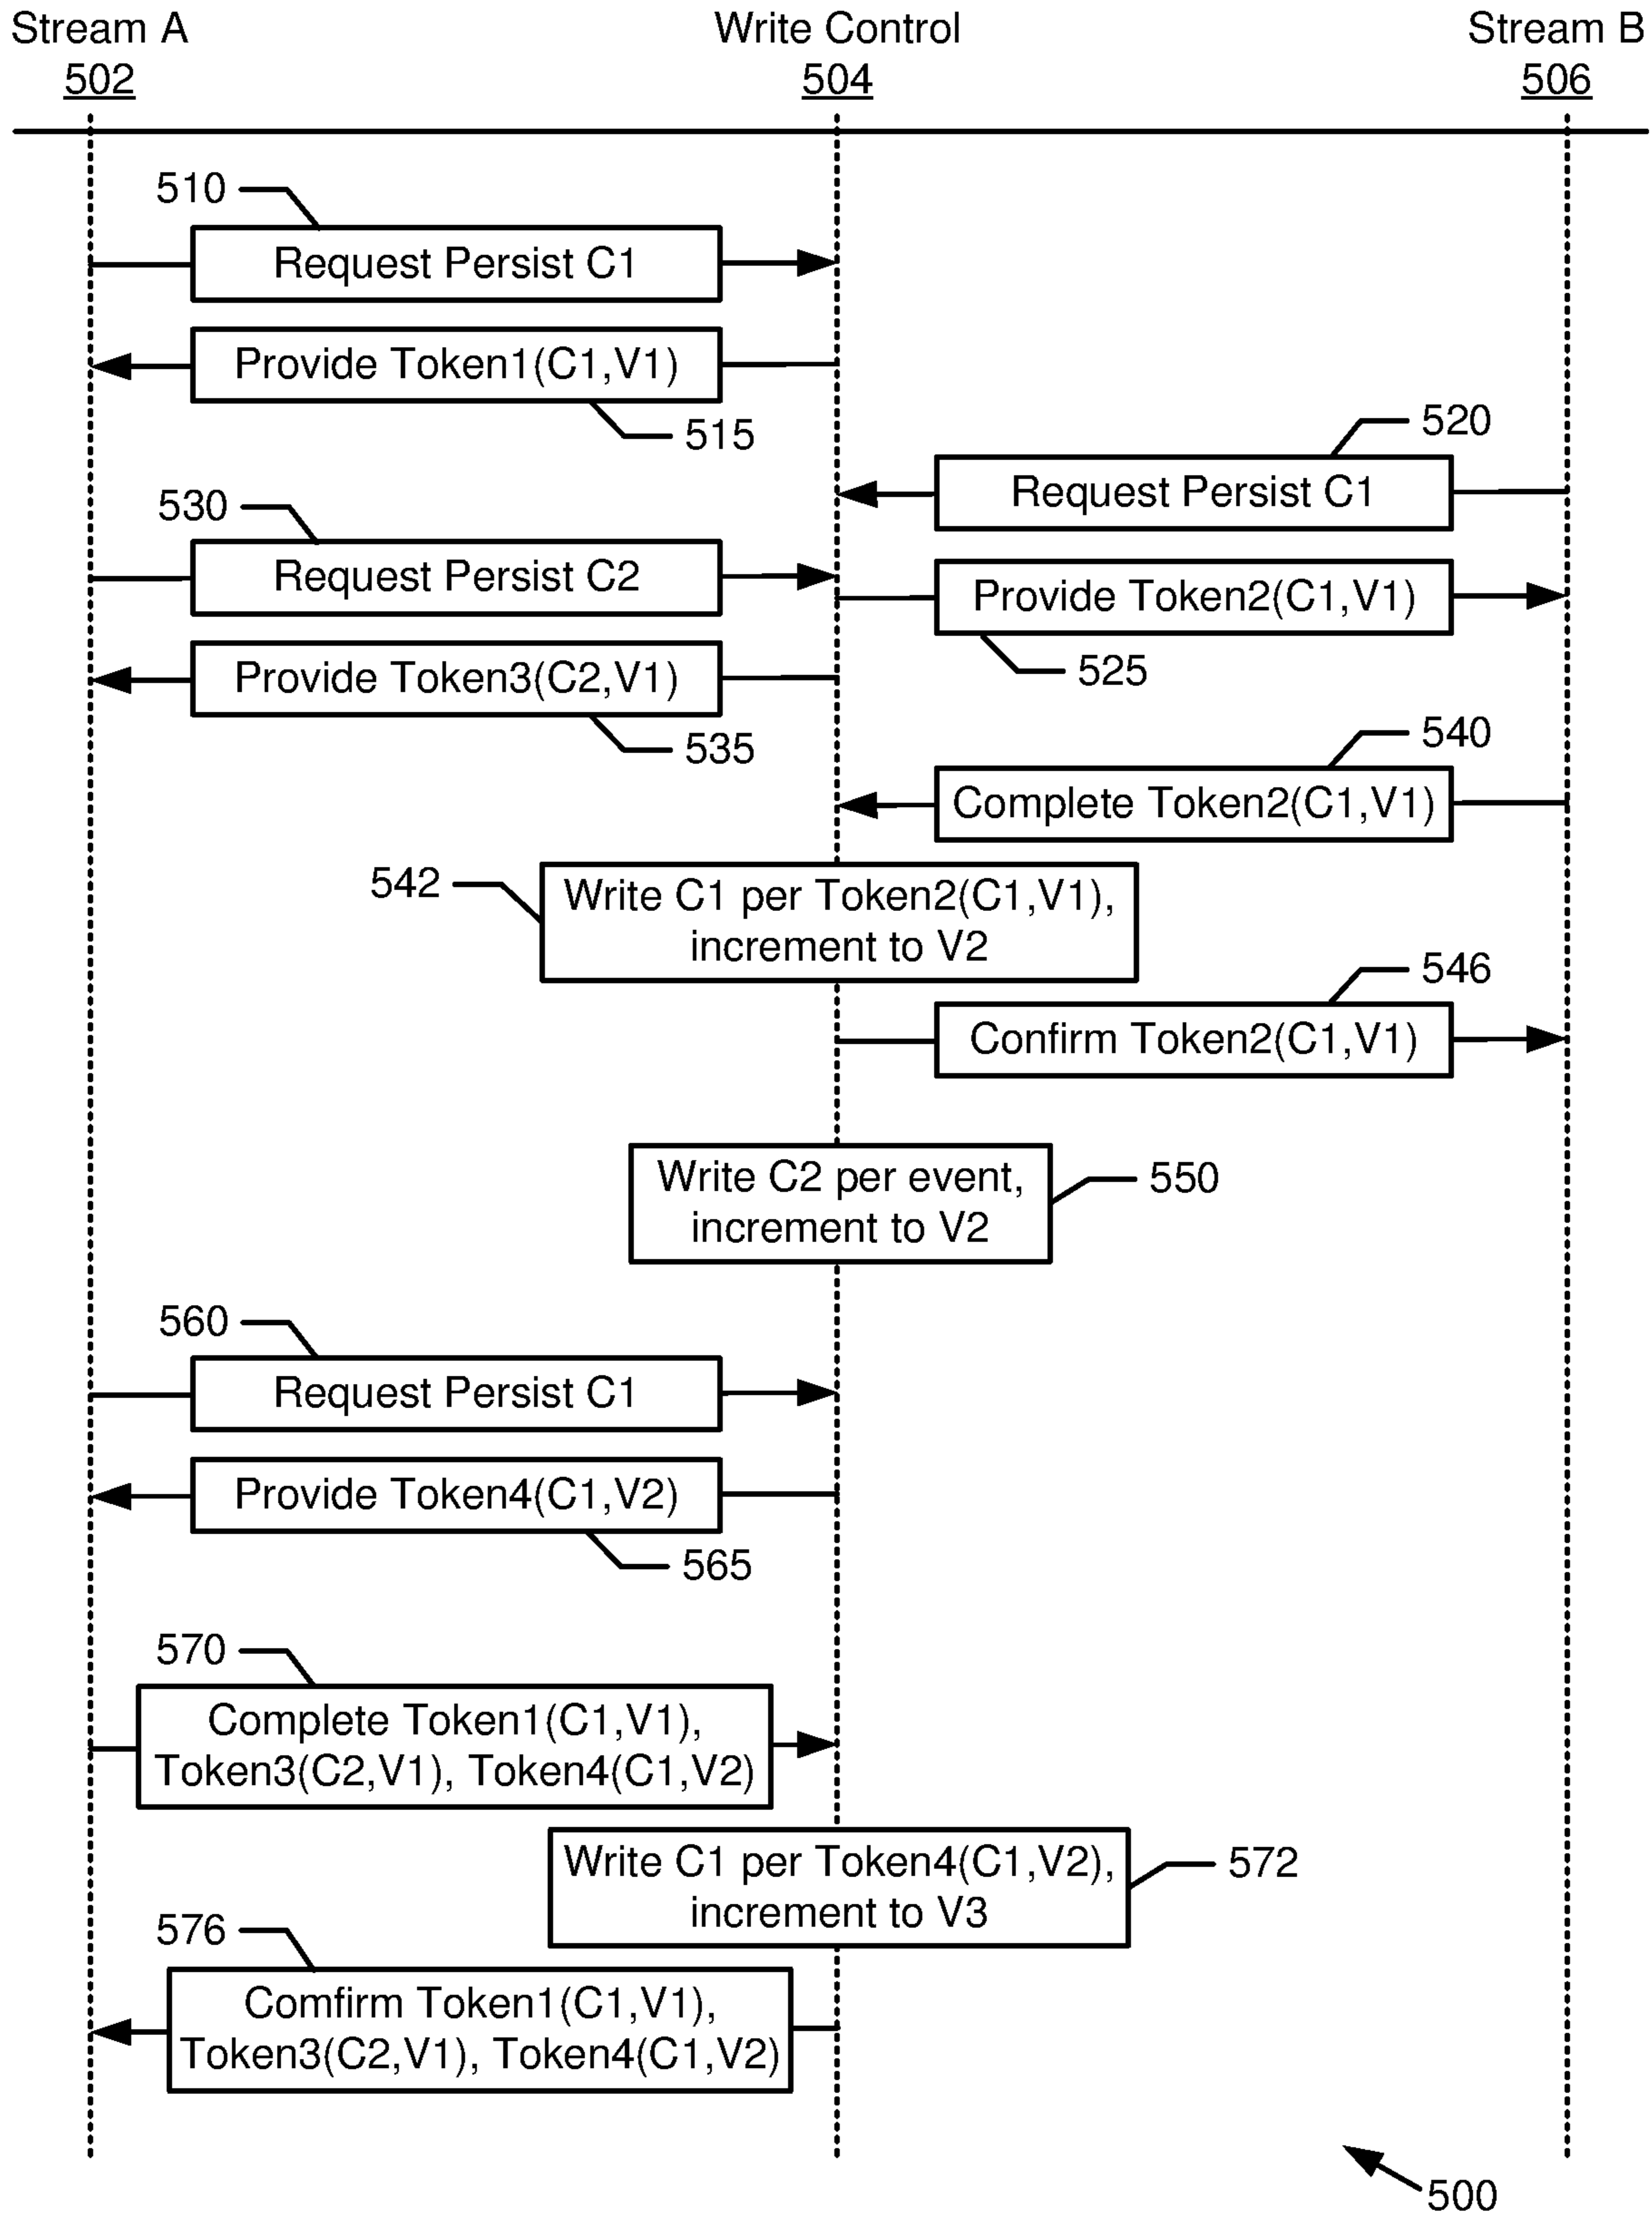 Stream A
502
Write Control
504
Stream B
506
510
Request Persist C1
Provide Token1(C1,V1)
515
520
Request Persist C1
530
Request Persist C2
Provide Token2(C1,V1)
525
Provide Token3(C2,V1)
535
540
Complete Token2(C1,V1)
542
Write C1 per Token2(C1,V1),
increment to V2
546
Confirm Token2(C1,V1)
Write C2 per event,
increment to V2
550
560
Request Persist C1
Provide Token4(C1,V2)
565
570
Complete Token1(C1,V1),
Token3(C2,V1), Token4(C1,V2)
Write C1 per Token4(C1,V2),
increment to V3
572
576
Comfirm Token1(C1,V1),
Token3(C2,V1), Token4(C1,V2)
500